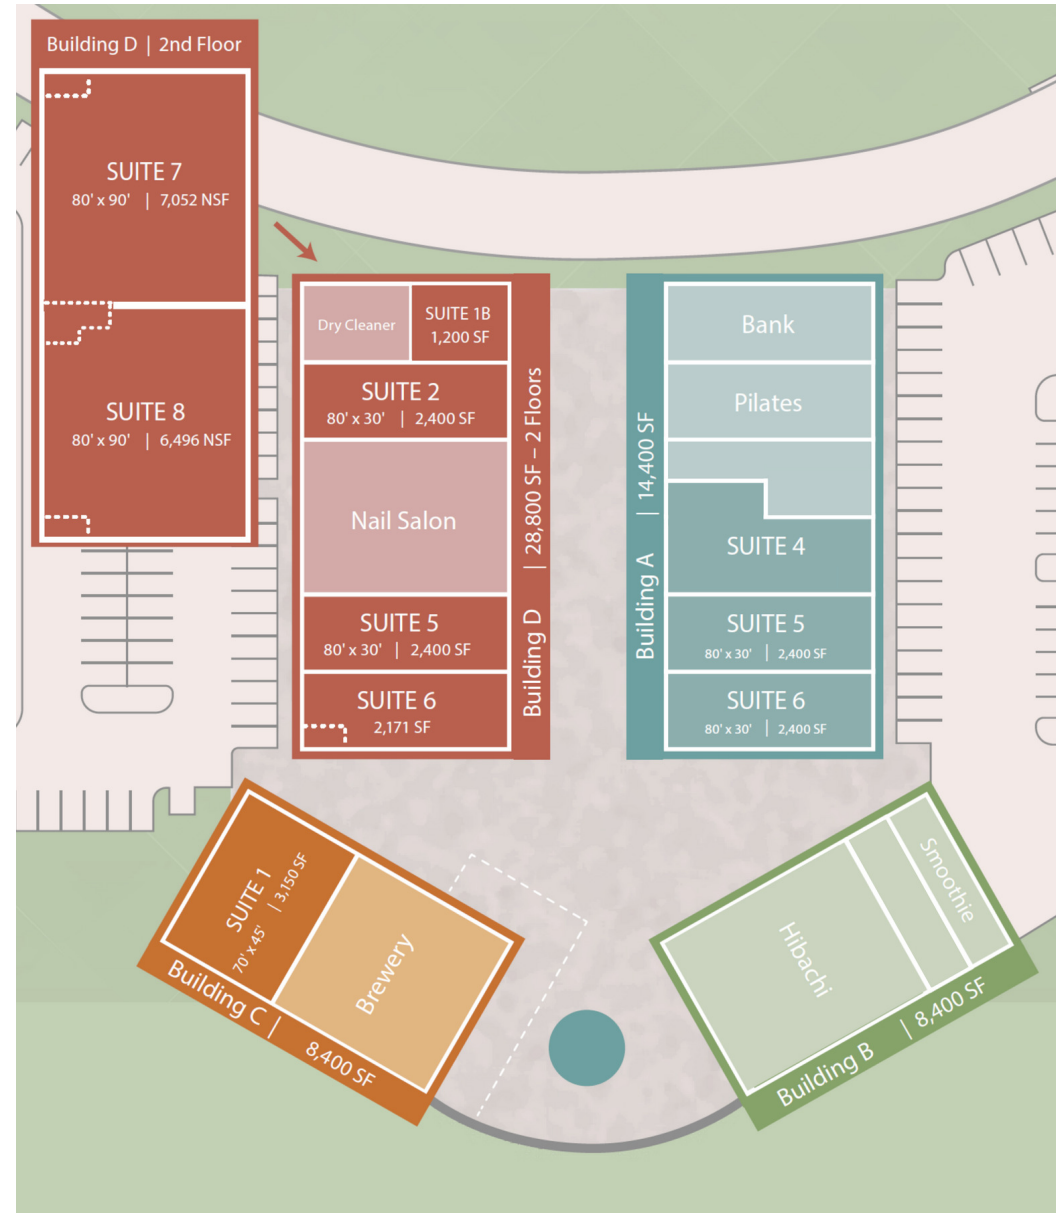 Building D | 2nd Floor
SUITE 7
80' x 90' | 7,052 NSF
SUITE 8
80' x 90' | 6,496 NSF
Dry Cleaner
SUITE 1B
1,200 SF
SUITE 2
80' x 30' | 2,400 SF
Nail Salon
SUITE 5
80' x 30' | 2,400 SF
SUITE 6
2,171 SF
Building D | 28,800 SF – 2 Floors
Building A | 14,400 SF
Bank
Pilates
SUITE 4
SUITE 5
80' x 30' | 2,400 SF
SUITE 6
80' x 30' | 2,400 SF
SUITE 1
70' x 45' | 3,150 SF
Brewery
Building C | 8,400 SF
Hibachi
Smoothie
Building B | 8,400 SF